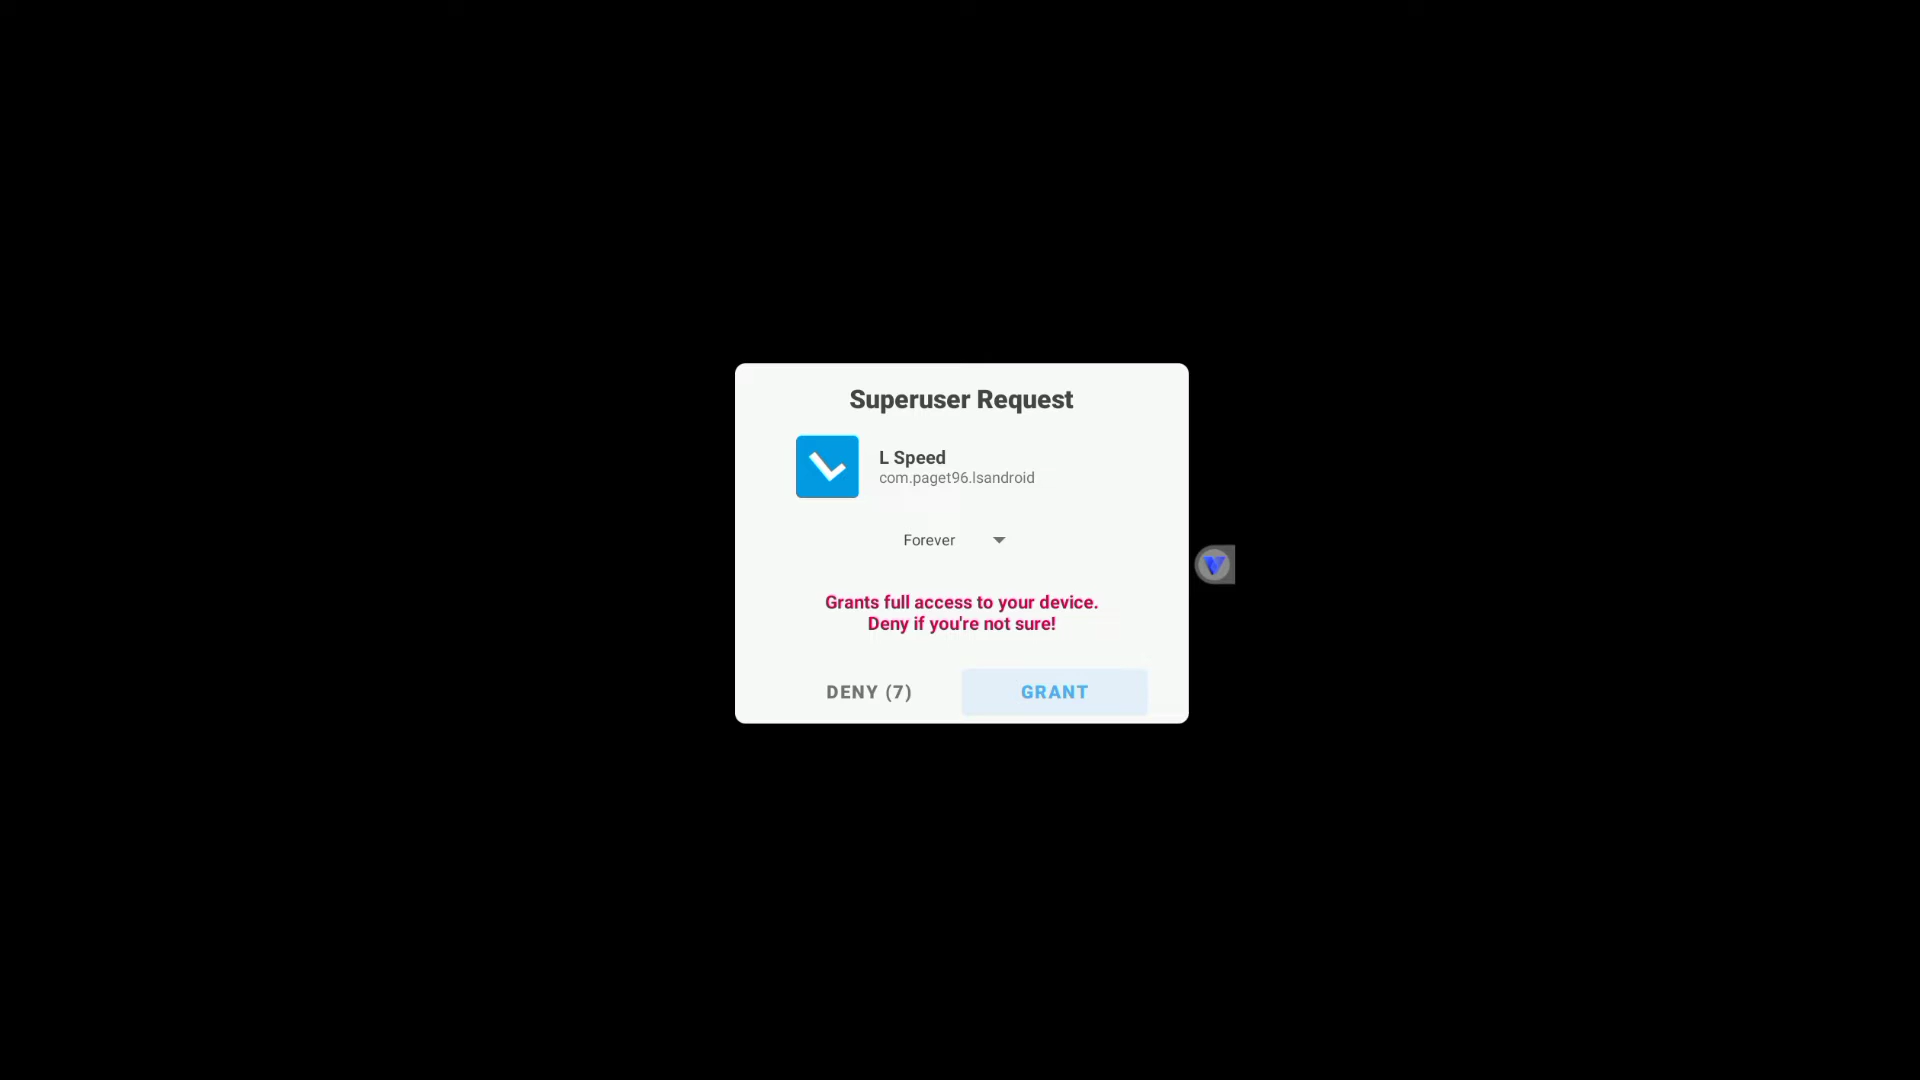 Superuser Request
L Speed
com.paget96.lsandroid
Forever
Grants full access to your device.
Deny if you're not sure!
DENY (7)
GRANT